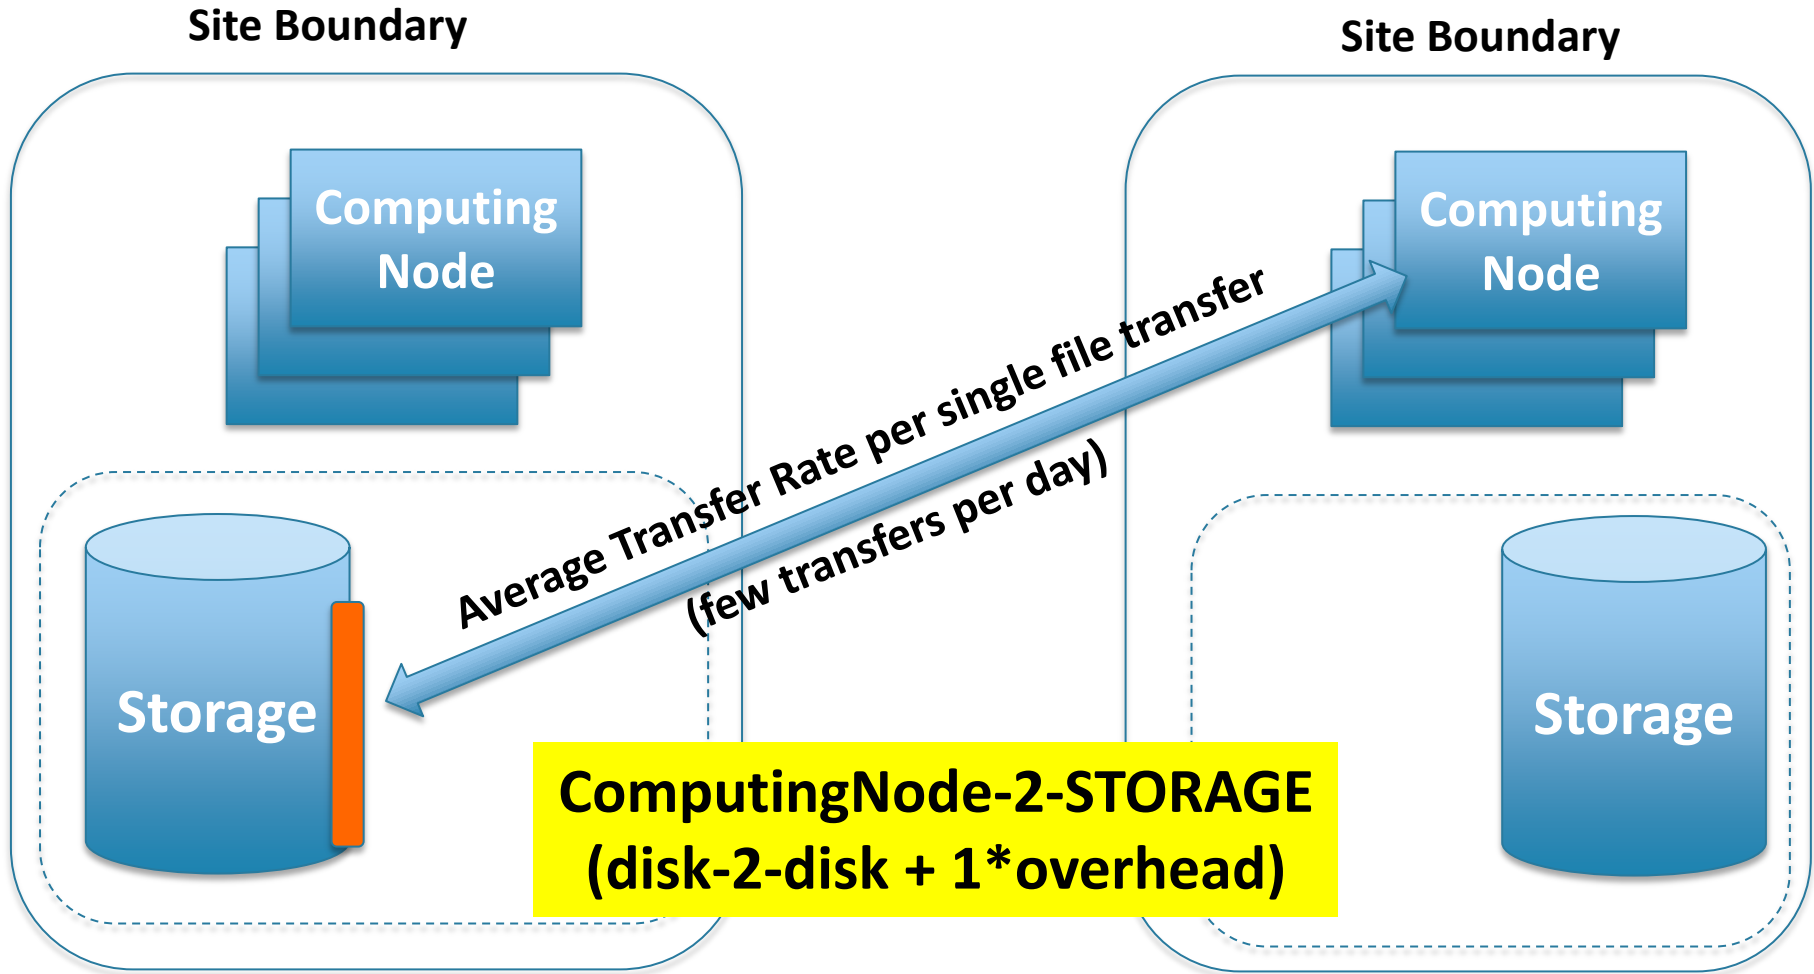 Site Boundary
Site Boundary
Computing
Node
Computing
Node
Average Transfer Rate per single file transfer
(few transfers per day)
Storage
Storage
ComputingNode-2-STORAGE
(disk-2-disk + 1*overhead)